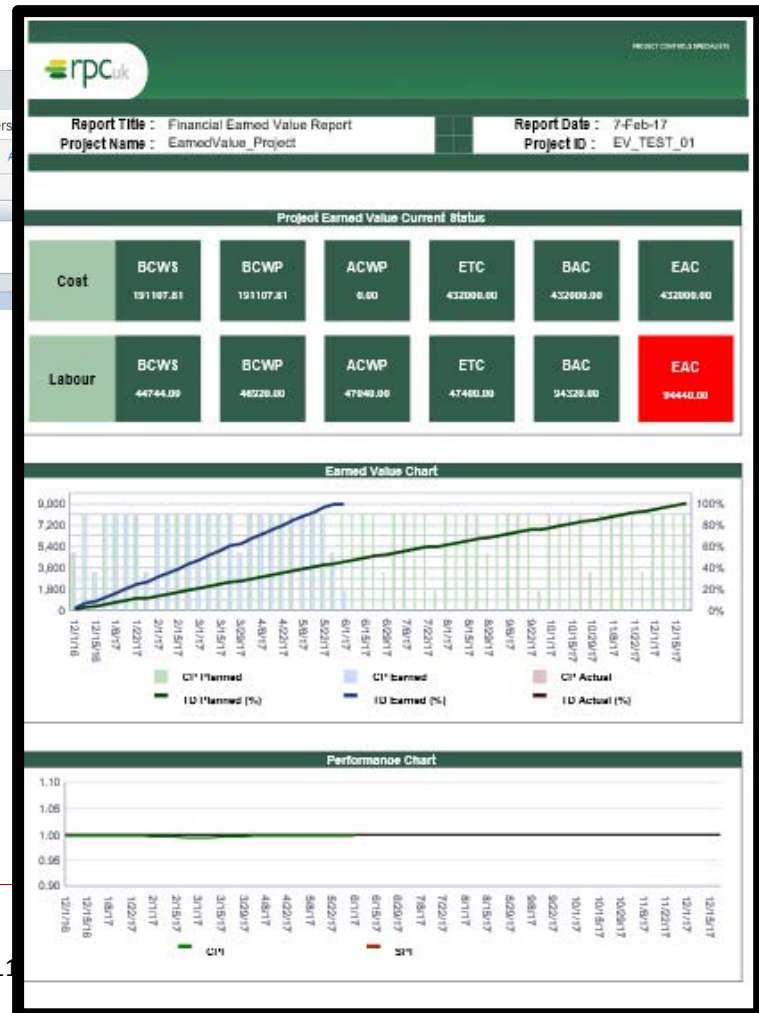 PROJECT CONTROLS SPECIALISTS
rpcuk
Report Title : Financial Earned Value Report Report Date : 7-Feb-17
Project Name : EarnedValue_Project Project ID : EV_TEST_01
Project Earned Value Current Status
Cost BCWS BCWP ACWP ETC BAC EAC
191107.81 191107.81 0.00 432000.00 432000.00 432000.00
Labour BCWS BCWP ACWP ETC BAC EAC
44744.00 46920.00 47040.00 47400.00 94320.00 94440.00
Earned Value Chart
9,000 100%
7,200 80%
5,400 60%
3,600 40%
1,800 20%
0 0%
12/1/16 12/15/16 1/8/17 1/22/17 2/1/17 2/15/17 3/1/17 3/15/17 3/29/17 4/8/17 4/22/17 5/8/17 5/22/17 6/1/17 6/15/17 6/29/17 7/8/17 7/22/17 8/1/17 8/15/17 8/29/17 9/8/17 9/22/17 10/1/17 10/15/17 10/29/17 11/8/17 11/22/17 12/1/17 12/15/17
CP Planned CP Earned CP Actual
TD Planned (%) TD Earned (%) TD Actual (%)
Performance Chart
1.10
1.05
1.00
0.95
0.90
12/1/16 12/15/16 1/8/17 1/22/17 2/1/17 2/15/17 3/1/17 3/15/17 3/29/17 4/8/17 4/22/17 5/8/17 5/22/17 6/1/17 6/15/17 6/29/17 7/8/17 7/22/17 8/1/17 8/15/17 8/29/17 9/8/17 9/22/17 10/1/17 10/15/17 10/29/17 11/8/17 11/22/17 12/1/17 12/15/17
CPI SPI